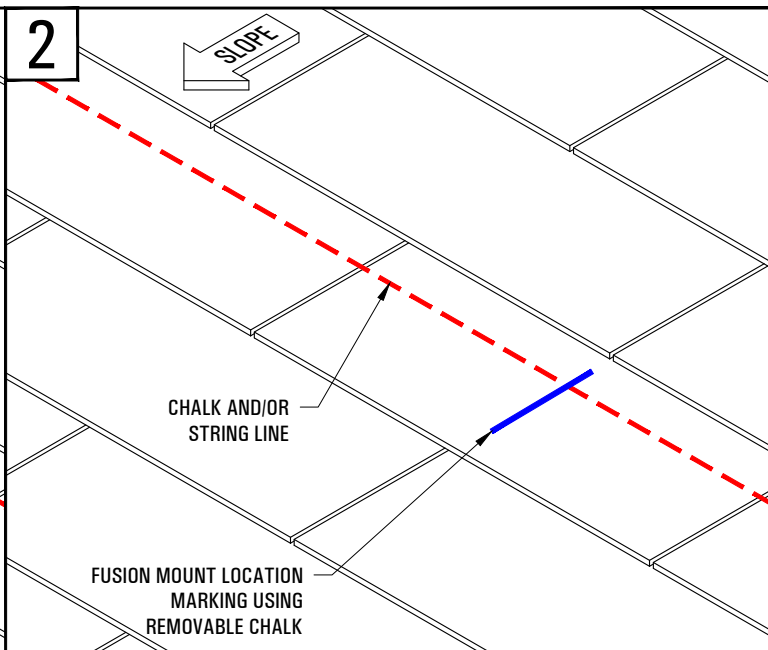 2
SLOPE
CHALK AND/OR
STRING LINE
FUSION MOUNT LOCATION
MARKING USING
REMOVABLE CHALK